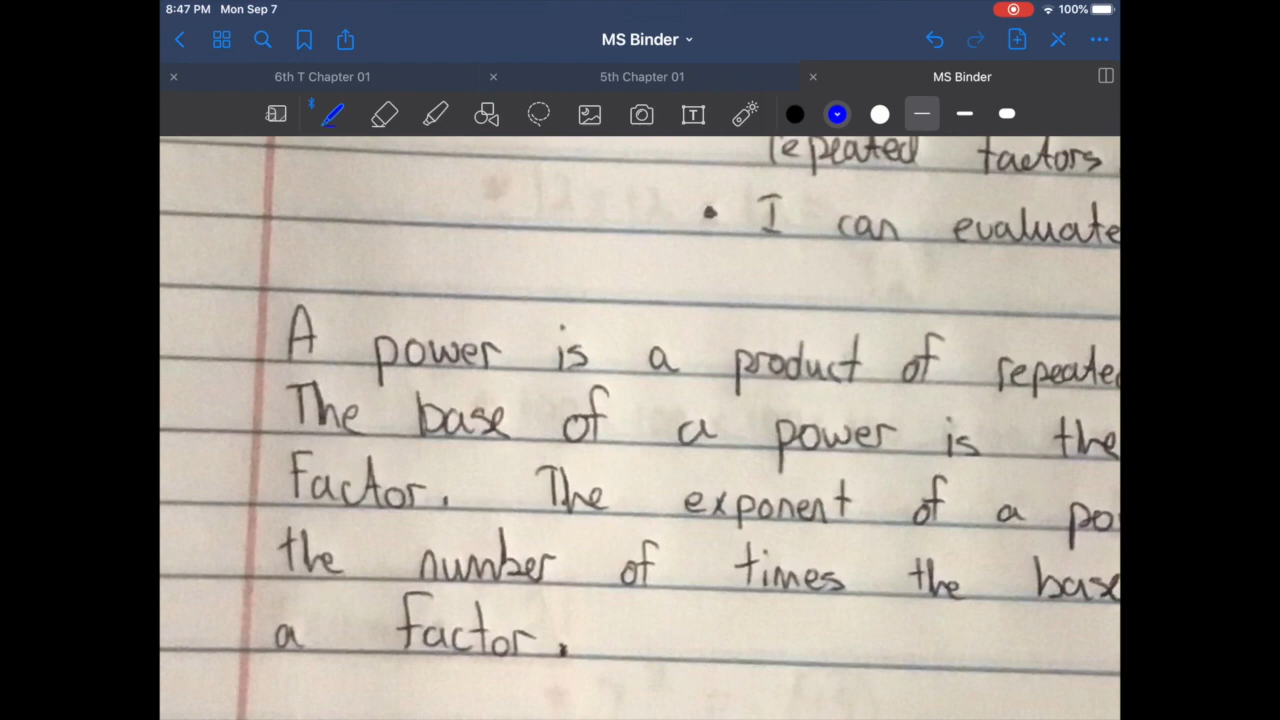 8:47 PM Mon Sep 7
100%
MS Binder
6th T Chapter 01
5th Chapter 01
MS Binder
T
repeated factors
• I can evaluate
A power is a product of repeate
The base of a power is the
Factor. The exponent of a po
the number of times the base
a factor.